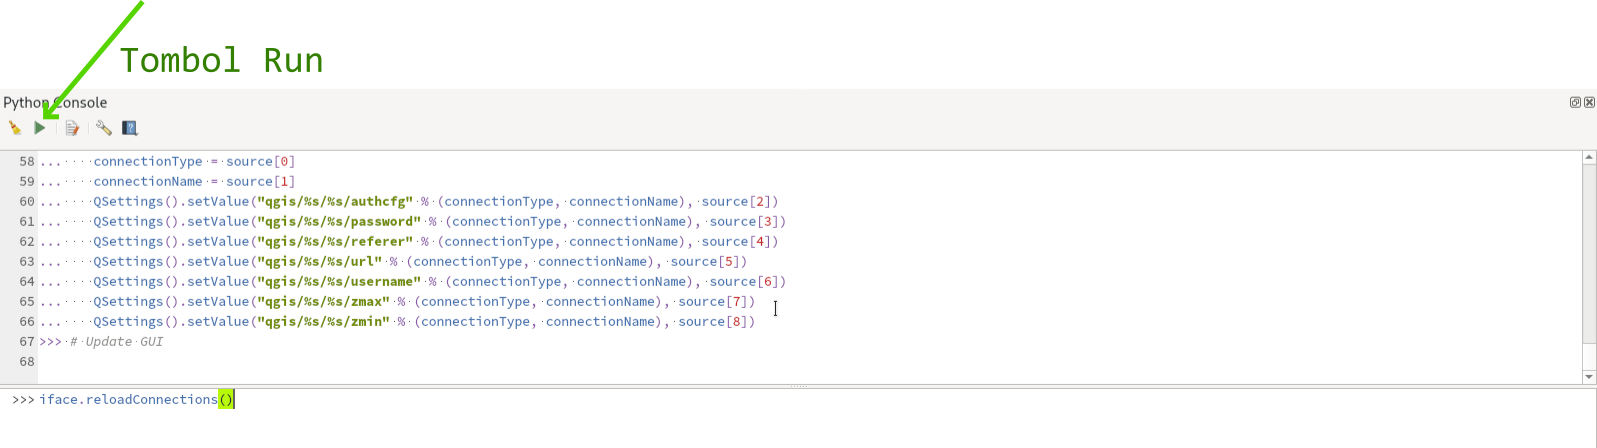 Tombol Run
Python Console
58 ... ····connectionType·=·source[0]
59 ... ····connectionName·=·source[1]
60 ... ····QSettings().setValue("qgis/%s/%s/authcfg"·%·(connectionType,·connectionName),·source[2])
61 ... ····QSettings().setValue("qgis/%s/%s/password"·%·(connectionType,·connectionName),·source[3])
62 ... ····QSettings().setValue("qgis/%s/%s/referer"·%·(connectionType,·connectionName),·source[4])
63 ... ····QSettings().setValue("qgis/%s/%s/url"·%·(connectionType,·connectionName),·source[5])
64 ... ····QSettings().setValue("qgis/%s/%s/username"·%·(connectionType,·connectionName),·source[6])
65 ... ····QSettings().setValue("qgis/%s/%s/zmax"·%·(connectionType,·connectionName),·source[7])
66 ... ····QSettings().setValue("qgis/%s/%s/zmin"·%·(connectionType,·connectionName),·source[8])
67 >>>·#·Update·GUI
68
>>> iface.reloadConnections()